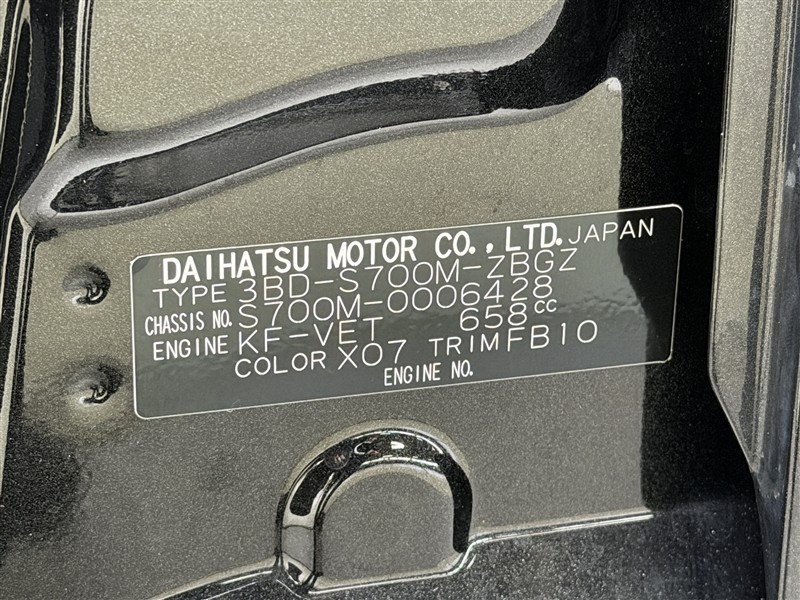 DAIHATSU MOTOR CO., LTD. JAPAN
TYPE 3BD-S700M-ZBGZ
CHASSIS NO. S700M-0006428
ENGINE KF-VET 658cc
COLOR X07 TRIM FB10
ENGINE NO.